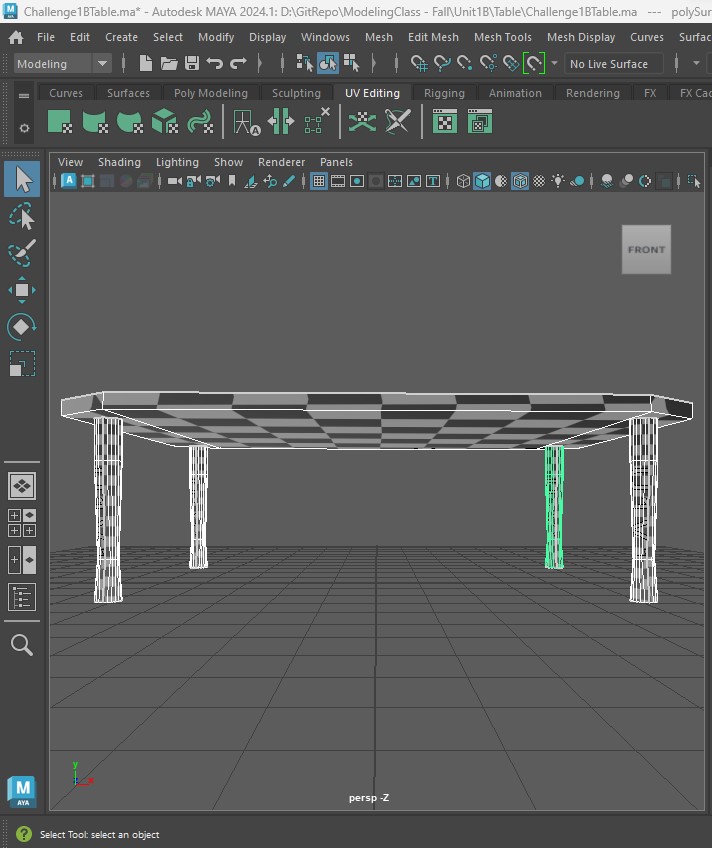 Challenge1BTable.ma* - Autodesk MAYA 2024.1: D:\GitRepo\ModelingClass - Fall\Unit1B\Table\Challenge1BTable.ma --- polySur
File Edit Create Select Modify Display Windows Mesh Edit Mesh Mesh Tools Mesh Display Curves Surfac
Modeling No Live Surface
Curves Surfaces Poly Modeling Sculpting UV Editing Rigging Animation Rendering FX FX Cac
View Shading Lighting Show Renderer Panels
FRONT
y
x
persp -Z
M
AYA
Select Tool: select an object